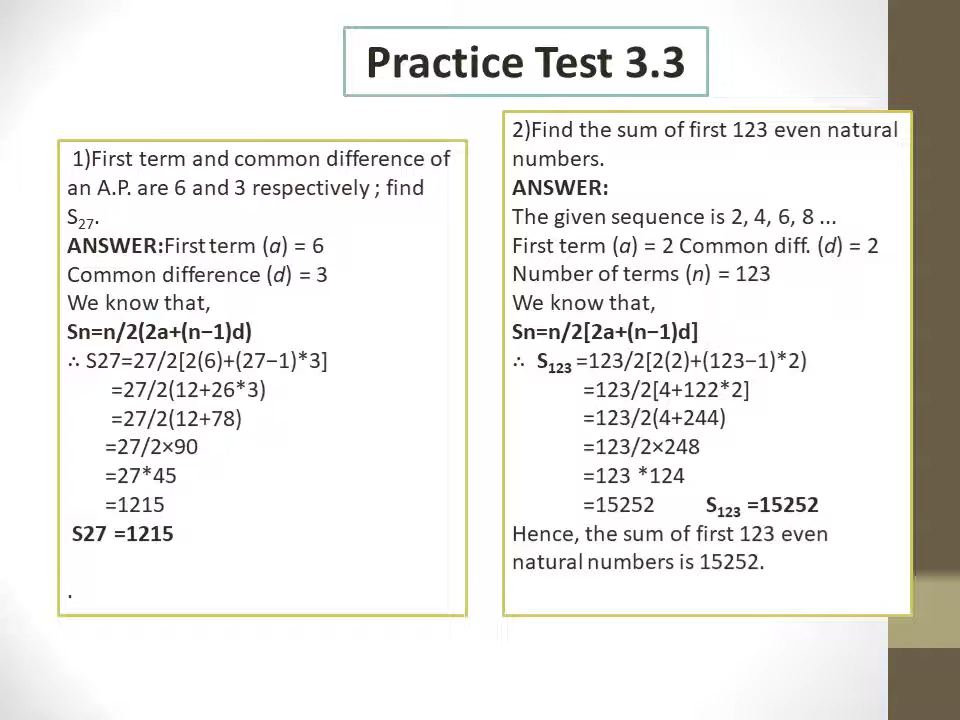 Practice Test 3.3
1)First term and common difference of
an A.P. are 6 and 3 respectively ; find
S27.
ANSWER:First term (a) = 6
Common difference (d) = 3
We know that,
Sn=n/2(2a+(n−1)d)
∴ S27=27/2[2(6)+(27−1)*3]
=27/2(12+26*3)
=27/2(12+78)
=27/2×90
=27*45
=1215
S27 =1215
.
2)Find the sum of first 123 even natural
numbers.
ANSWER:
The given sequence is 2, 4, 6, 8 ...
First term (a) = 2 Common diff. (d) = 2
Number of terms (n) = 123
We know that,
Sn=n/2[2a+(n−1)d]
∴ S123 =123/2[2(2)+(123−1)*2)
=123/2[4+122*2]
=123/2(4+244)
=123/2×248
=123 *124
=15252 S123 =15252
Hence, the sum of first 123 even
natural numbers is 15252.